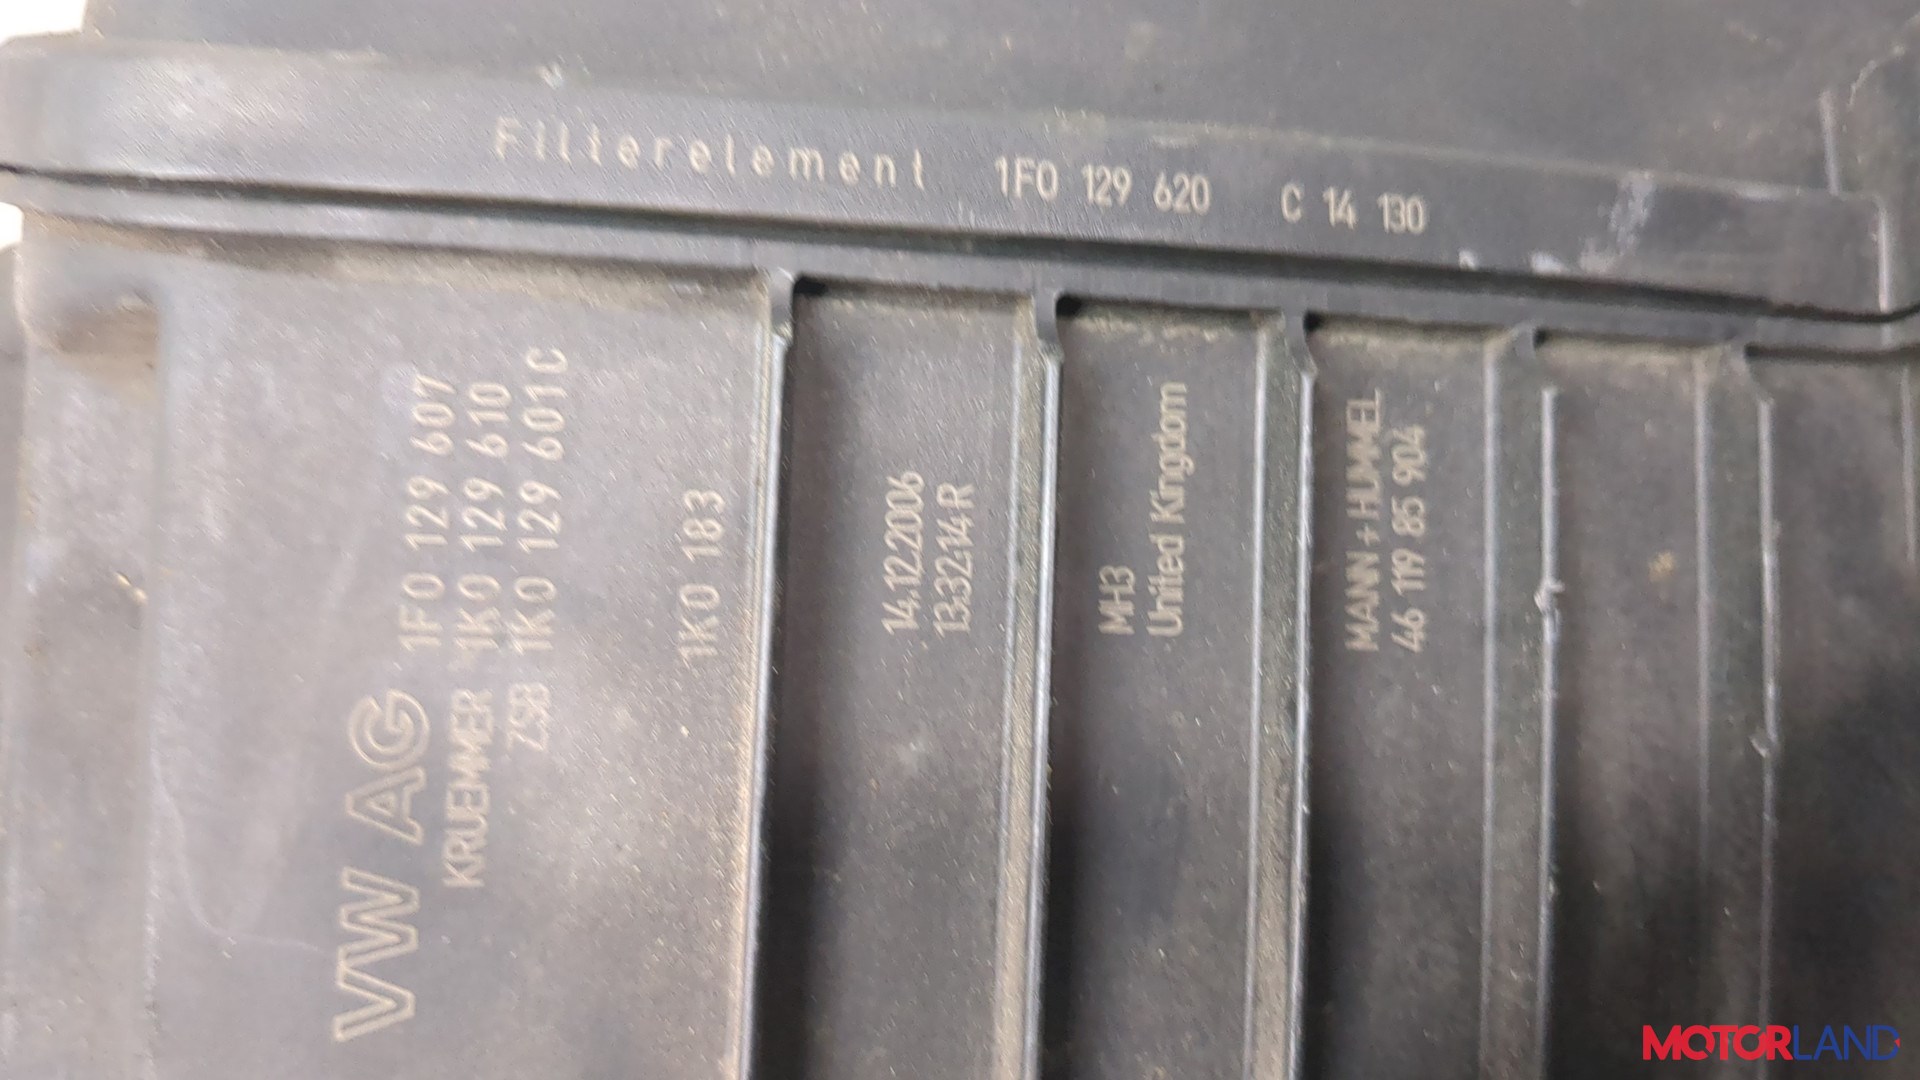 Filterelement 1F0 129 620 C 14 130
VW AG 1F0 129 607
KRUEMMER 1K0 129 610
ZSB 1K0 129 601C
1K0 183
14.12.2006
13:32:14 R
MH3
United Kingdom
MANN + HUMMEL
46 119 85 904
MOTORLAND